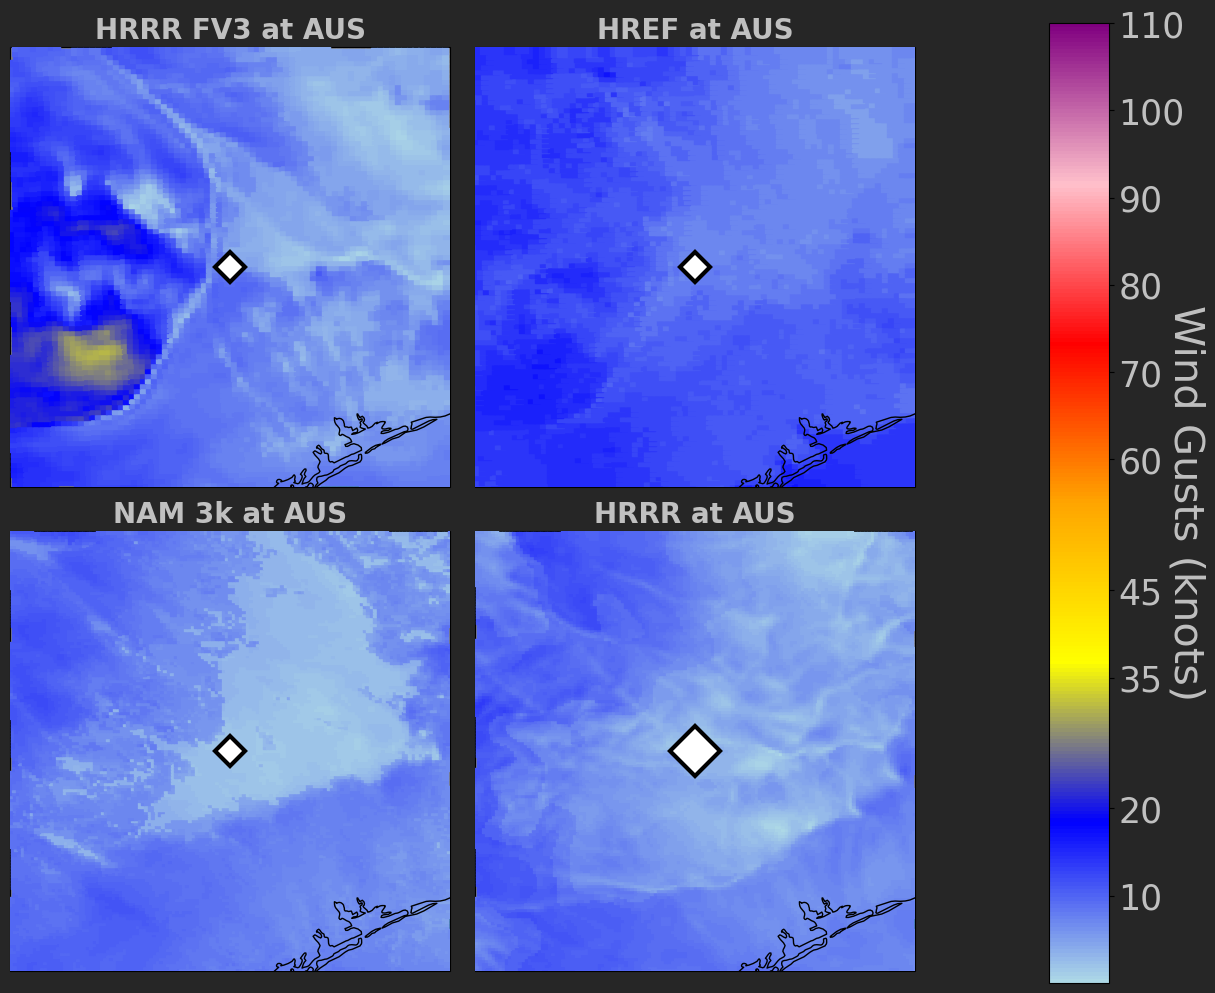 HRRR FV3 at AUS
HREF at AUS
NAM 3k at AUS
HRRR at AUS
110
100
90
80
70
60
45
35
20
10
Wind Gusts (knots)